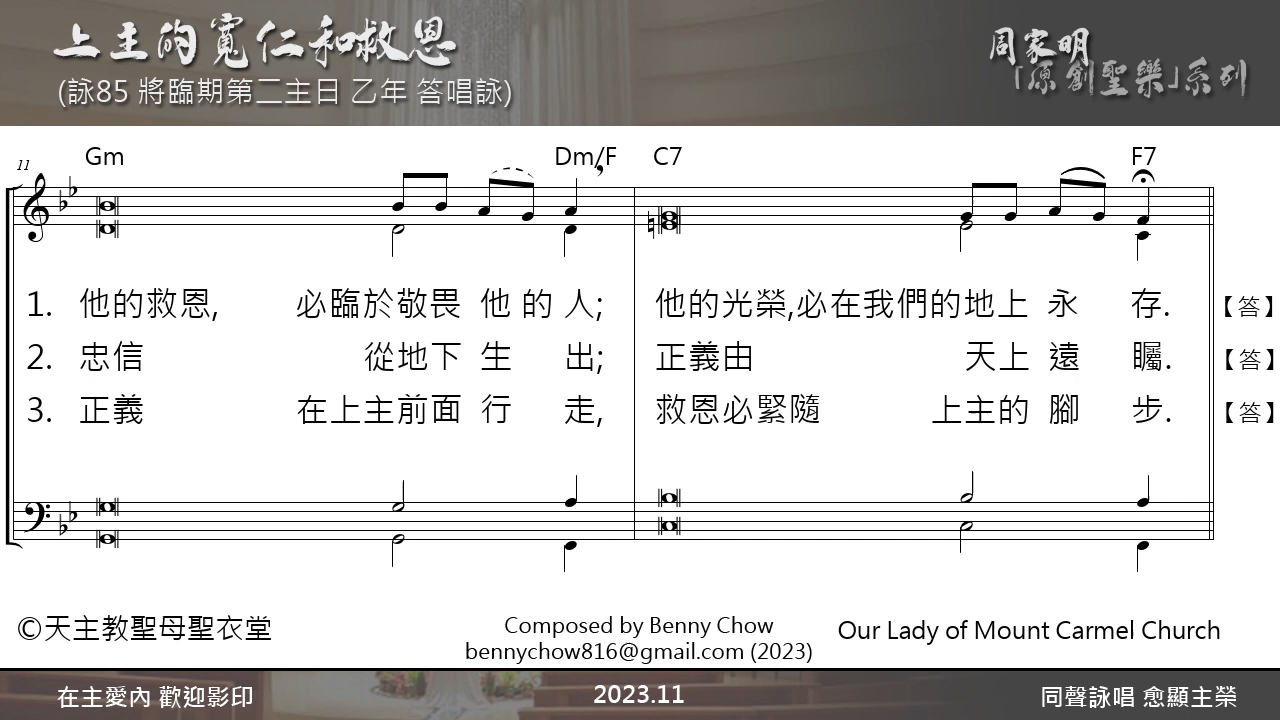 上主的寬仁和救恩
(詠85 將臨期第二主日 乙年 答唱詠)
周家明
「原創聖樂」系列
11
Gm Dm/F C7 F7
1. 他的救恩, 必臨於敬畏 他 的 人; 他的光榮,必在我們的地上 永 存. 【答】
2. 忠信 從地下 生 出; 正義由 天上 遠 矚. 【答】
3. 正義 在上主前面 行 走, 救恩必緊隨 上主的 腳 步. 【答】
©天主教聖母聖衣堂
Composed by Benny Chow
bennychow816@gmail.com (2023)
Our Lady of Mount Carmel Church
在主愛內 歡迎影印
2023.11
同聲詠唱 愈顯主榮